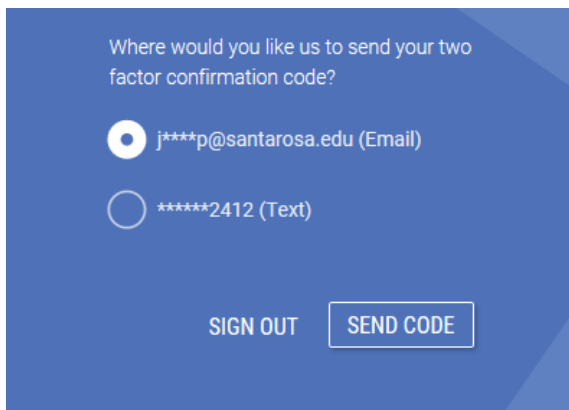 Where would you like us to send your two
factor confirmation code?
j****p@santarosa.edu (Email)
******2412 (Text)
SIGN OUT SEND CODE